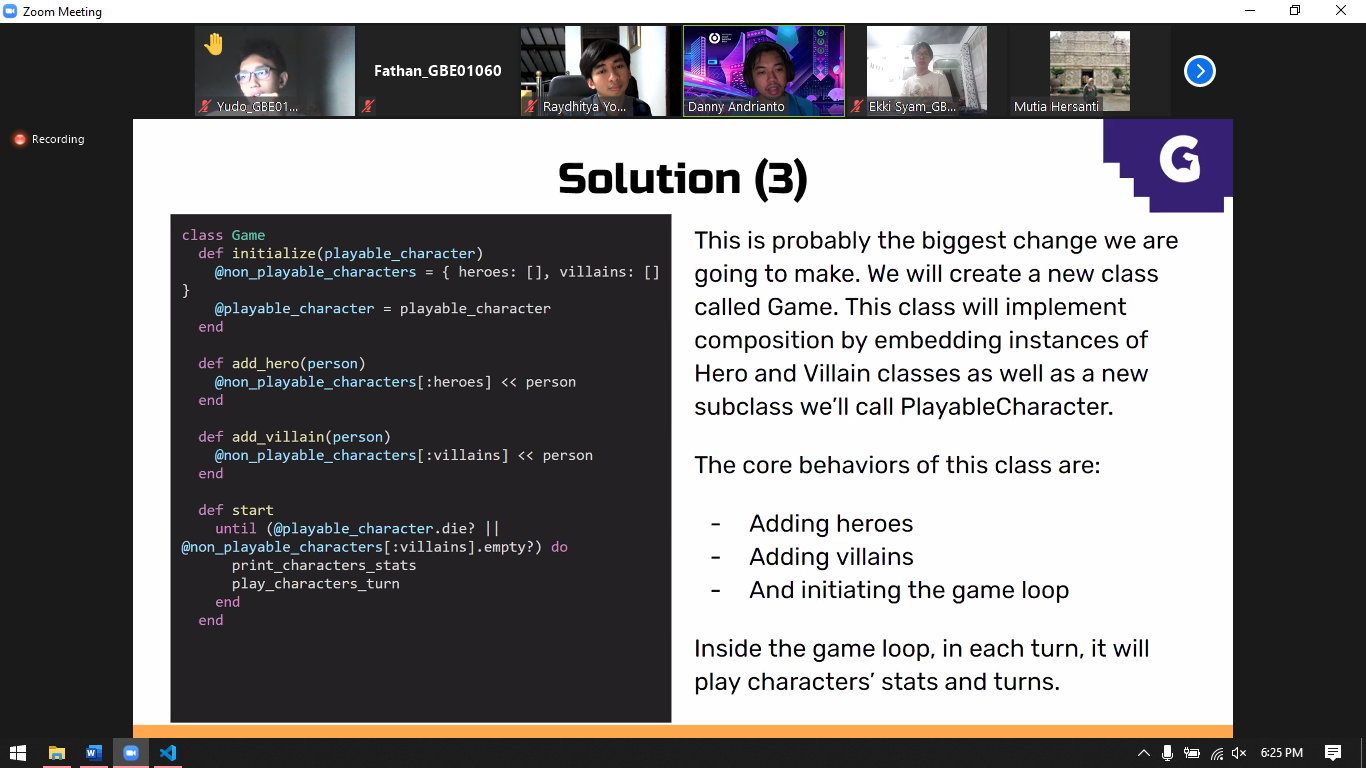 Zoom Meeting
Yudo_GBE01...
Fathan_GBE01060
Raydhitya Yo...
Danny Andrianto
Ekki Syam_GB...
Mutia Hersanti
Recording
G
Solution (3)
class Game
def initialize(playable_character)
@non_playable_characters = { heroes: [], villains: []
}
@playable_character = playable_character
end
def add_hero(person)
@non_playable_characters[:heroes] << person
end
def add_villain(person)
@non_playable_characters[:villains] << person
end
def start
until (@playable_character.die? ||
@non_playable_characters[:villains].empty?) do
print_characters_stats
play_characters_turn
end
end
This is probably the biggest change we are
going to make. We will create a new class
called Game. This class will implement
composition by embedding instances of
Hero and Villain classes as well as a new
subclass we’ll call PlayableCharacter.
The core behaviors of this class are:
- Adding heroes
- Adding villains
- And initiating the game loop
Inside the game loop, in each turn, it will
play characters’ stats and turns.
6:25 PM